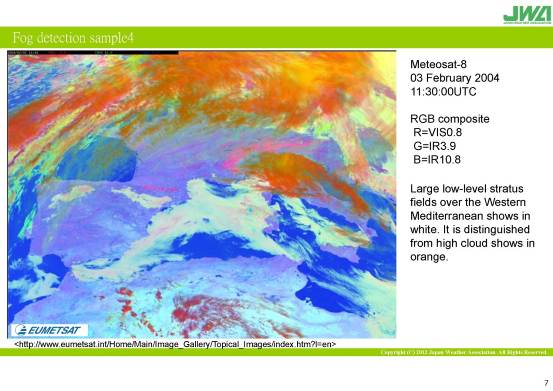 JWA
Fog detection sample4
Meteosat-8
03 February 2004
11:30:00UTC
RGB composite
R=VIS0.8
G=IR3.9
B=IR10.8
Large low-level stratus
fields over the Western
Mediterranean shows in
white. It is distinguished
from high cloud shows in
orange.
EUMETSAT
<http://www.eumetsat.int/Home/Main/Image_Gallery/Topical_Images/index.htm?l=en>
Copyright (C) 2012 Japan Weather Association All Rights Reserved.
7